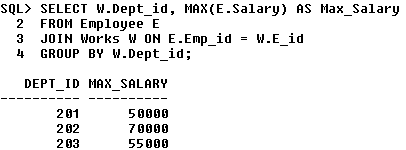 SQL> SELECT W.Dept_id, MAX(E.Salary) AS Max_Salary
2 FROM Employee E
3 JOIN Works W ON E.Emp_id = W.E_id
4 GROUP BY W.Dept_id;
DEPT_ID MAX_SALARY
---------- ----------
201 50000
202 70000
203 55000